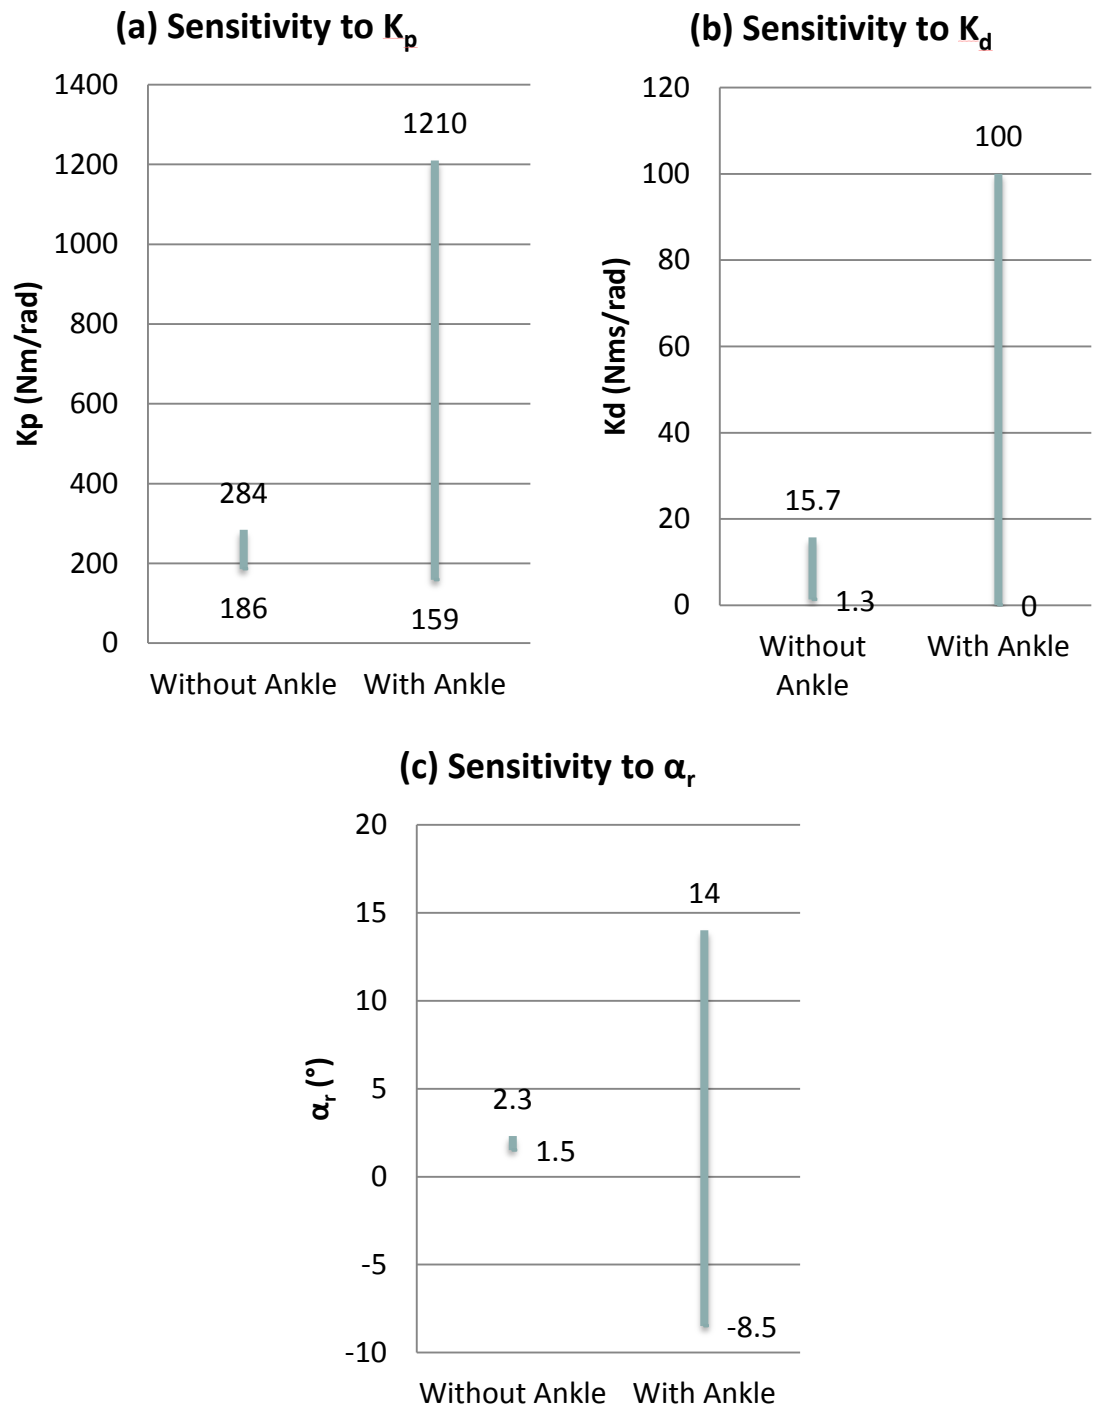 (a) Sensitivity to Kp
1400
1200
1000
800
600
400
200
0
Kp (Nm/rad)
1210
284
186
159
Without Ankle
With Ankle
(b) Sensitivity to Kd
120
100
80
60
40
20
0
Kd (Nms/rad)
100
15.7
1.3
0
Without
Ankle
With Ankle
(c) Sensitivity to αr
20
15
10
5
0
-5
-10
αr (°)
14
2.3
1.5
-8.5
Without Ankle
With Ankle